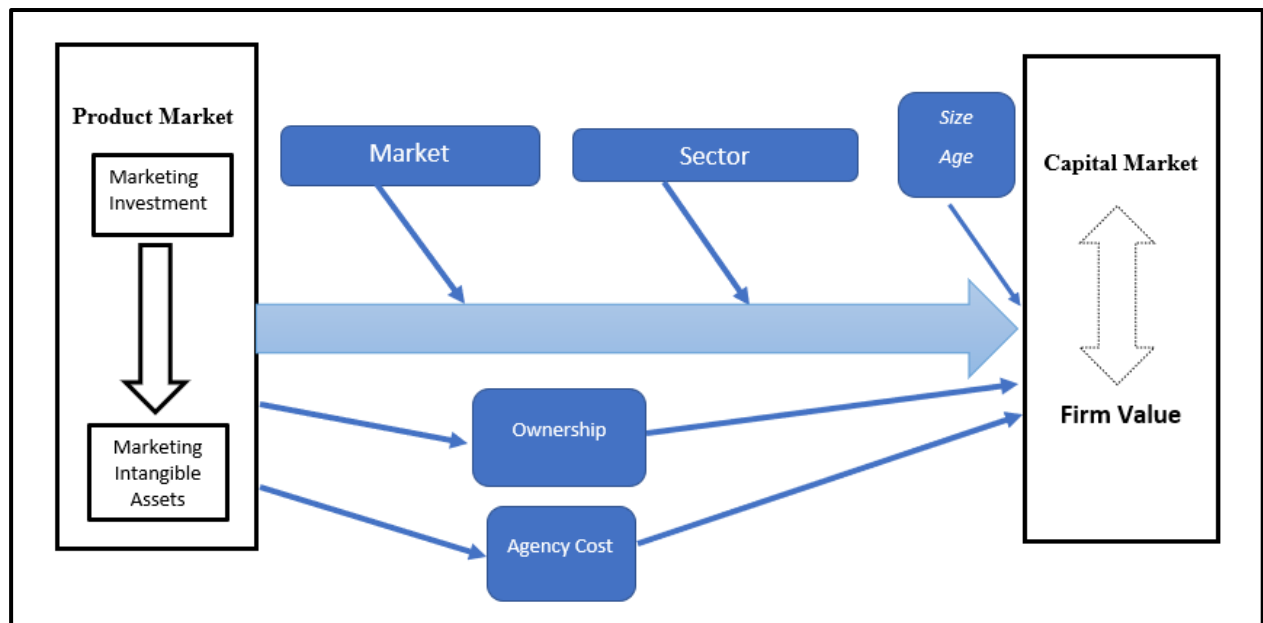 Product Market
Marketing
Investment
Marketing
Intangible
Assets
Market
Sector
Size
Age
Ownership
Agency Cost
Capital Market
Firm Value